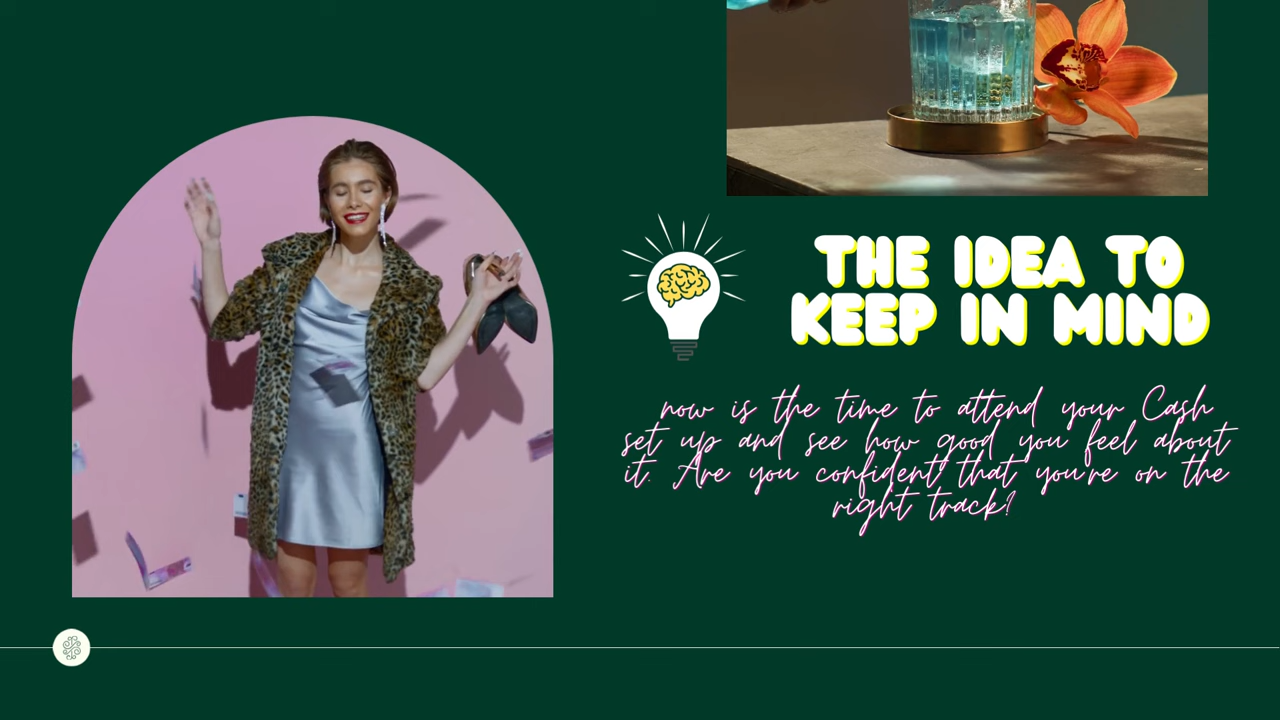 THE IDEA TO
KEEP IN MIND
now is the time to attend your Cash
set up and see how good you feel about
it. Are you confident that you're on the
right track?